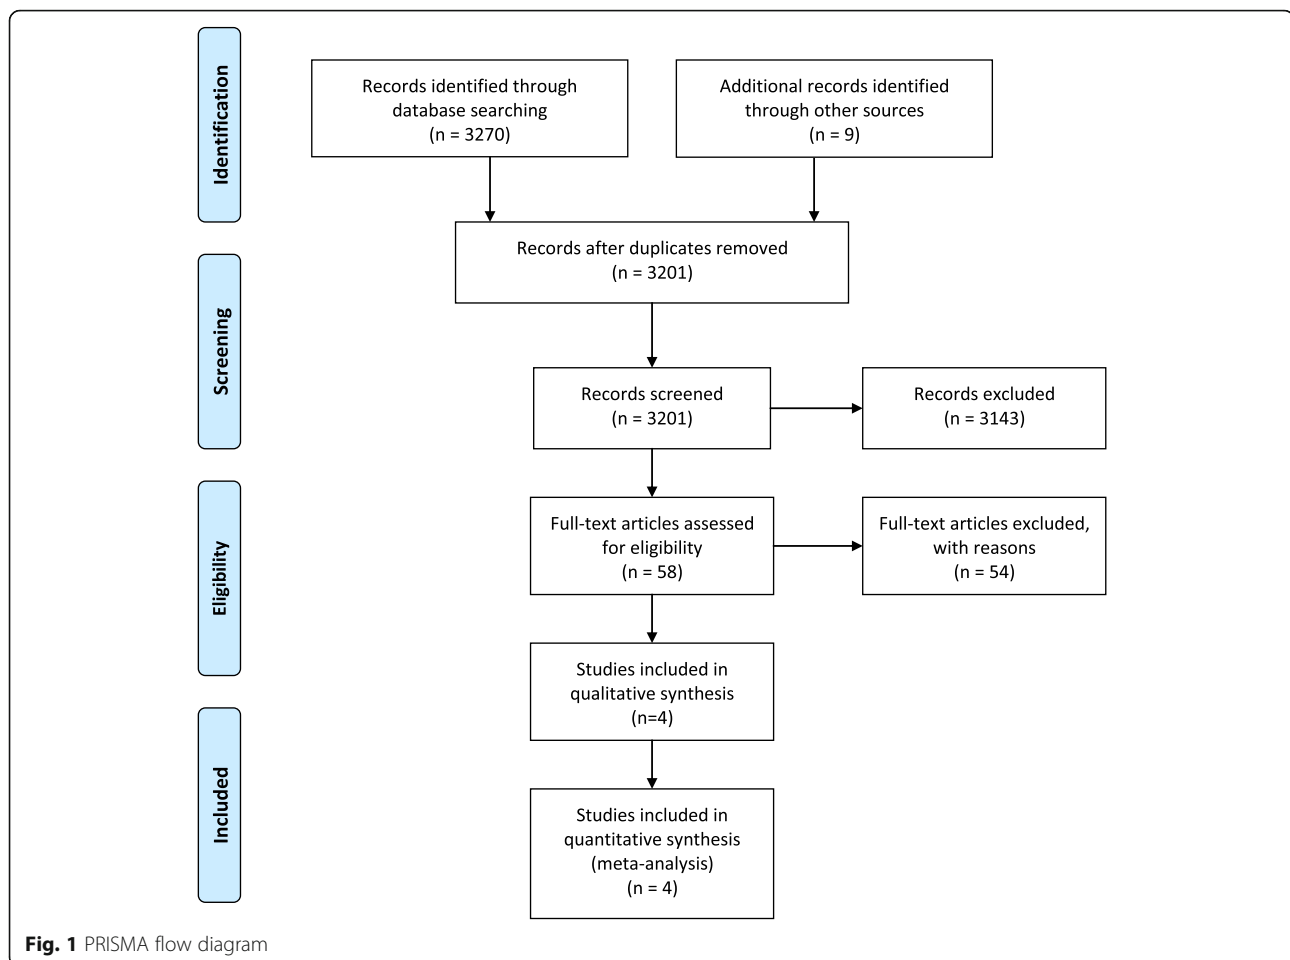 Identification
Records identified through
database searching
(n = 3270)
Additional records identified
through other sources
(n = 9)
Records after duplicates removed
(n = 3201)
Screening
Records screened
(n = 3201)
Records excluded
(n = 3143)
Eligibility
Full-text articles assessed
for eligibility
(n = 58)
Full-text articles excluded,
with reasons
(n = 54)
Studies included in
qualitative synthesis
(n=4)
Included
Studies included in
quantitative synthesis
(meta-analysis)
(n = 4)
Fig. 1 PRISMA flow diagram